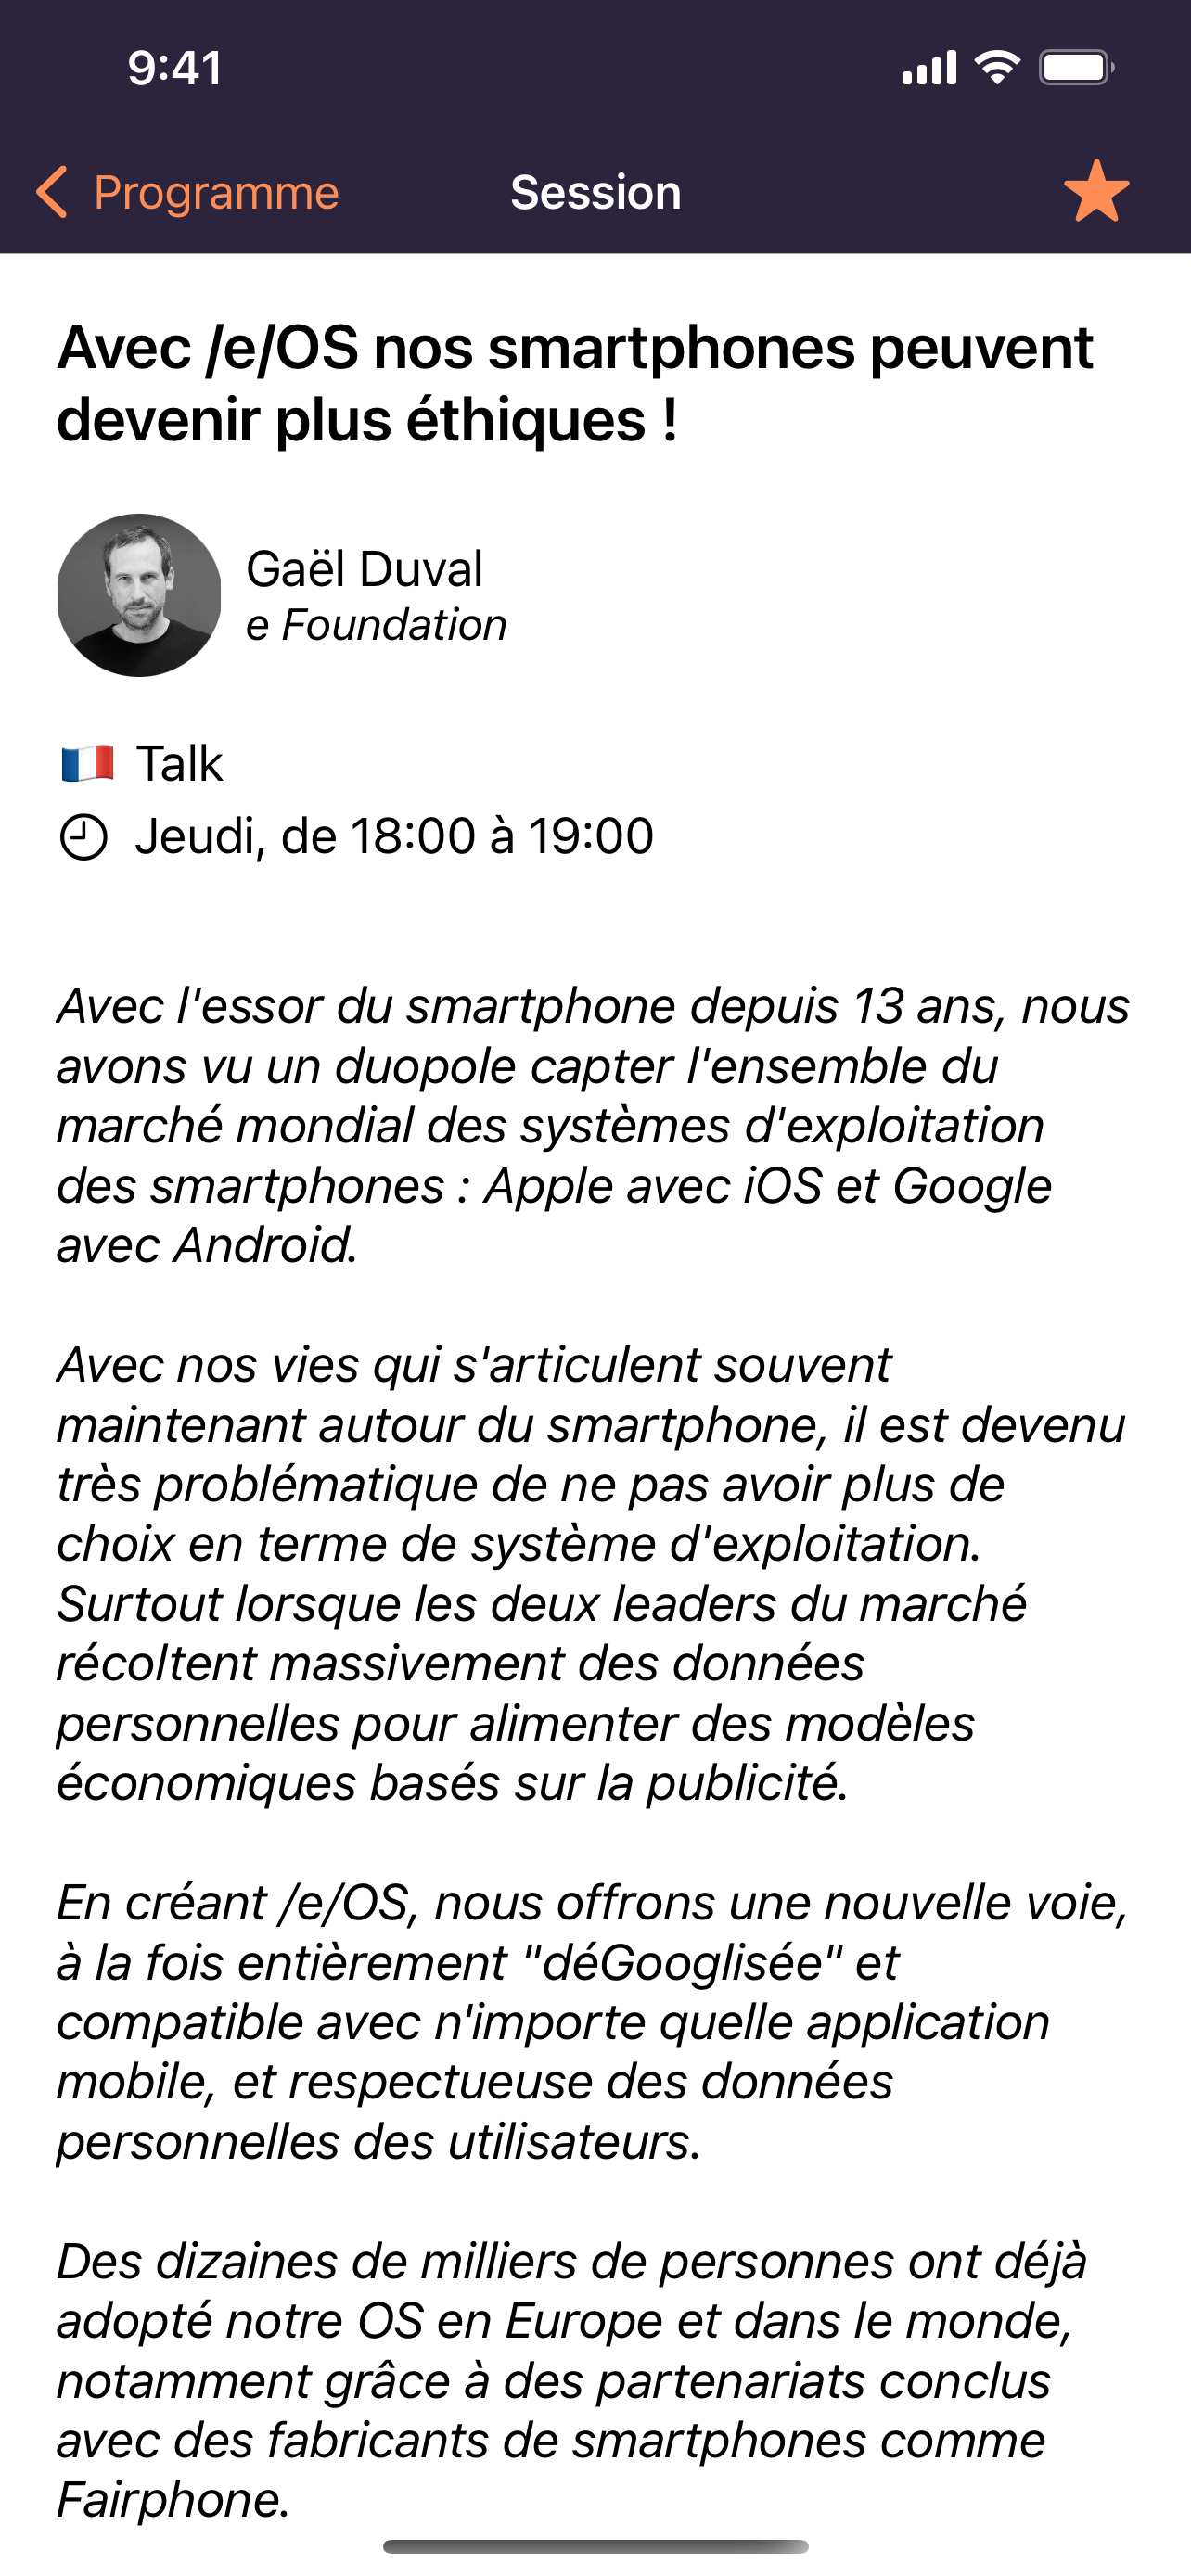 9:41
Programme
Session
Avec /e/OS nos smartphones peuvent
devenir plus éthiques !
Gaël Duval
e Foundation
Talk
Jeudi, de 18:00 à 19:00
Avec l'essor du smartphone depuis 13 ans, nous
avons vu un duopole capter l'ensemble du
marché mondial des systèmes d'exploitation
des smartphones : Apple avec iOS et Google
avec Android.
Avec nos vies qui s'articulent souvent
maintenant autour du smartphone, il est devenu
très problématique de ne pas avoir plus de
choix en terme de système d'exploitation.
Surtout lorsque les deux leaders du marché
récoltent massivement des données
personnelles pour alimenter des modèles
économiques basés sur la publicité.
En créant /e/OS, nous offrons une nouvelle voie,
à la fois entièrement "déGooglisée" et
compatible avec n'importe quelle application
mobile, et respectueuse des données
personnelles des utilisateurs.
Des dizaines de milliers de personnes ont déjà
adopté notre OS en Europe et dans le monde,
notamment grâce à des partenariats conclus
avec des fabricants de smartphones comme
Fairphone.